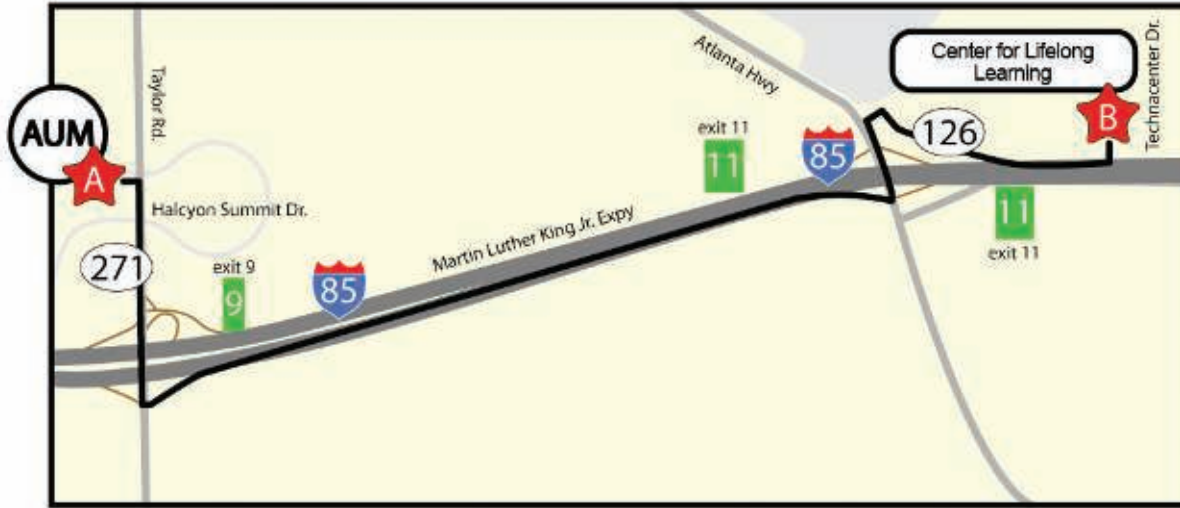 Atlanta Hwy
Center for Lifelong
Learning
Technacenter Dr.
Taylor Rd.
AUM
A
exit 11
11
85
126
B
Halcyon Summit Dr.
Martin Luther King Jr. Expy
11
exit 11
271
exit 9
9
85